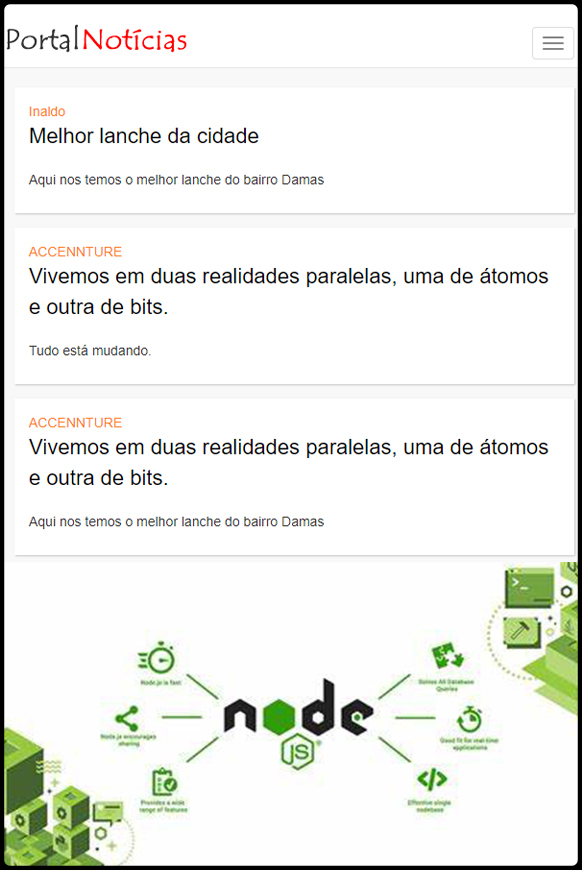 PortalNotícias
Inaldo
Melhor lanche da cidade
Aqui nos temos o melhor lanche do bairro Damas
ACCENNTURE
Vivemos em duas realidades paralelas, uma de átomos
e outra de bits.
Tudo está mudando.
ACCENNTURE
Vivemos em duas realidades paralelas, uma de átomos
e outra de bits.
Aqui nos temos o melhor lanche do bairro Damas
>_
Node.js is fast
Solves All Database
Queries
node
JS
Node.js encourages
sharing
Good fit for real-time
applications
Provides a wide
range of features
Effective single
codebase